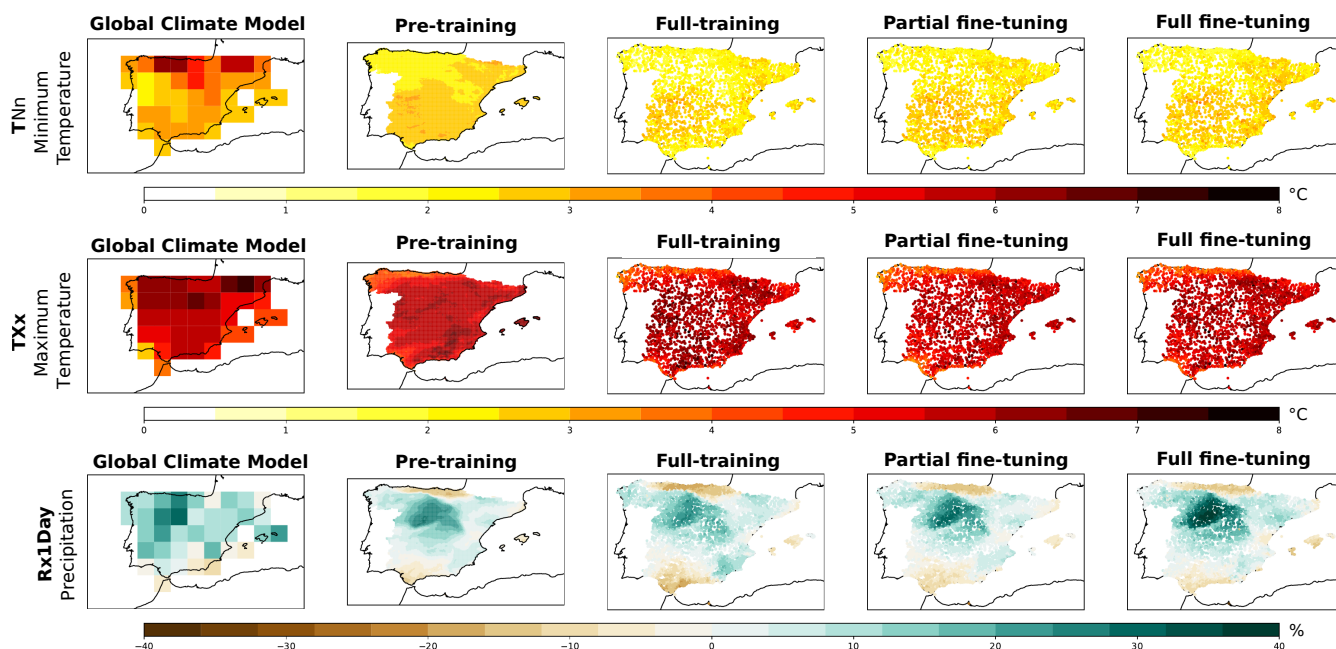 Global Climate Model
Pre-training
Full-training
Partial fine-tuning
Full fine-tuning
TNn
Minimum
Temperature
0 1 2 3 4 5 6 7 8 °C
Global Climate Model
Pre-training
Full-training
Partial fine-tuning
Full fine-tuning
TXx
Maximum
Temperature
0 1 2 3 4 5 6 7 8 °C
Global Climate Model
Pre-training
Full-training
Partial fine-tuning
Full fine-tuning
Rx1Day
Precipitation
−40 −30 −20 −10 0 10 20 30 40 %